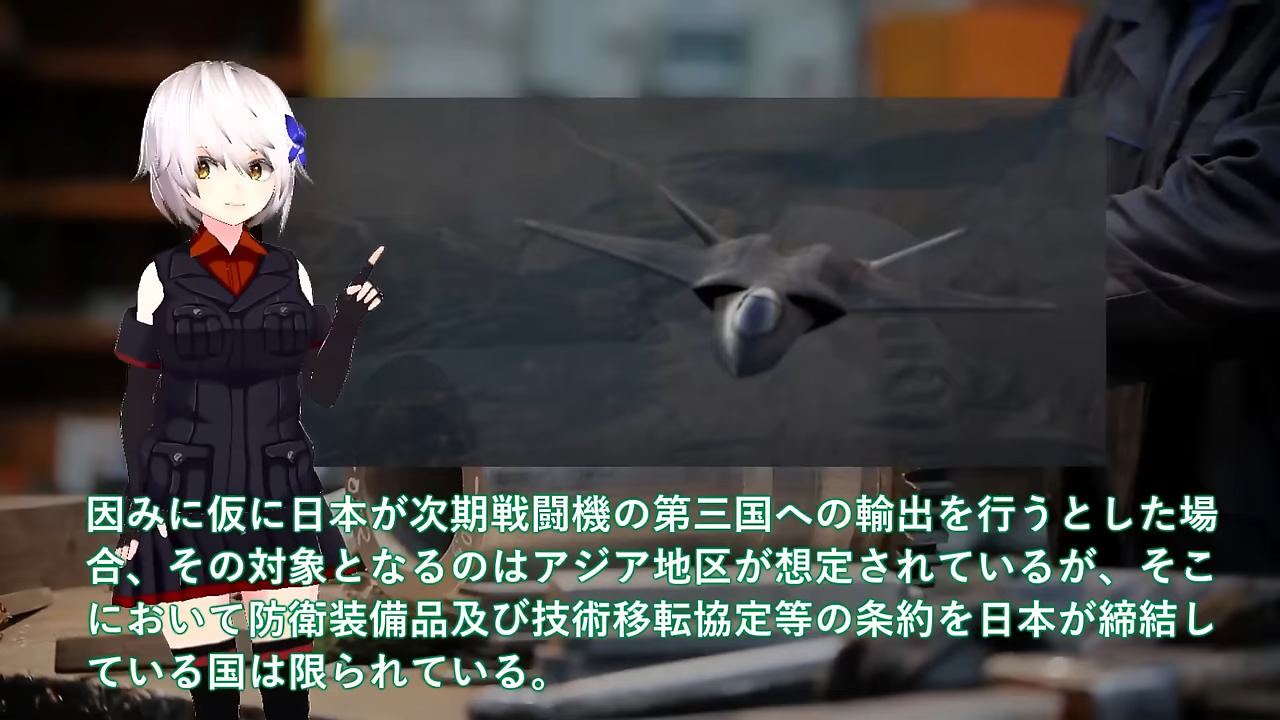 因みに仮に日本が次期戦闘機の第三国への輸出を行うとした場
合、その対象となるのはアジア地区が想定されているが、そこ
において防衛装備品及び技術移転協定等の条約を日本が締結し
ている国は限られている。